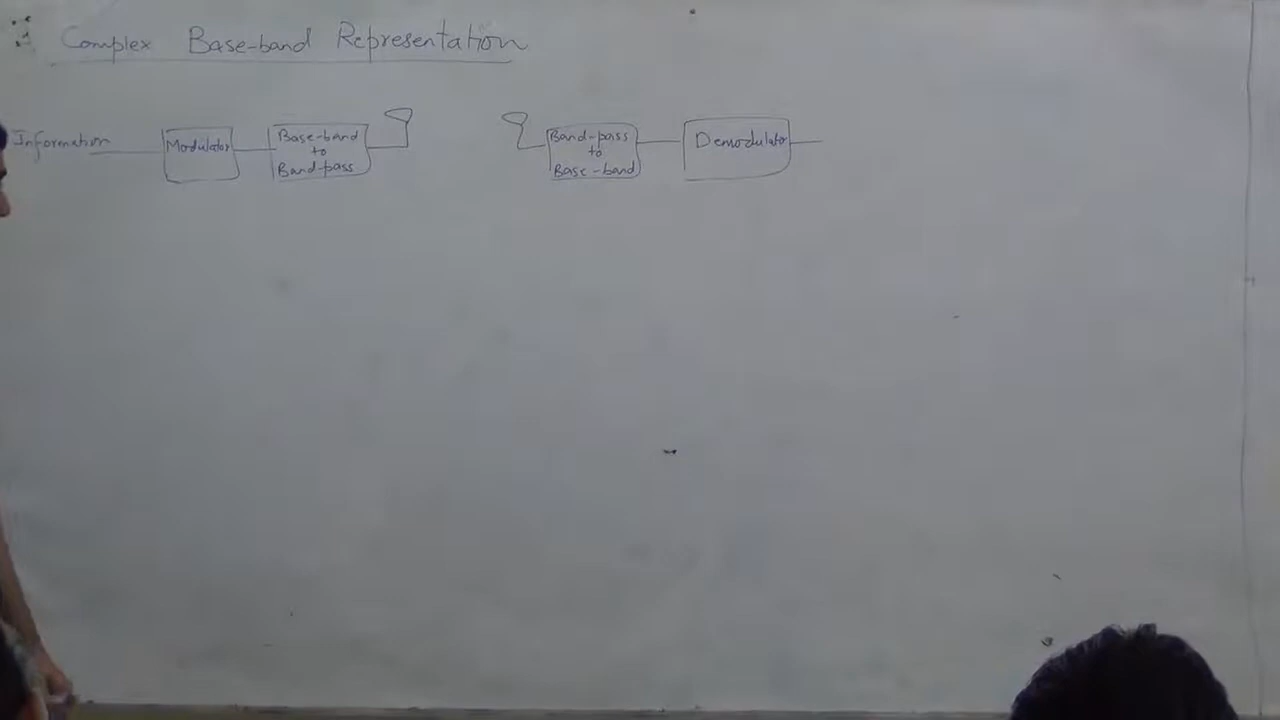 Complex Base-band Representation
Information
Modulator
Base-band
to
Band-pass
Band-pass
to
Base-band
Demodulator